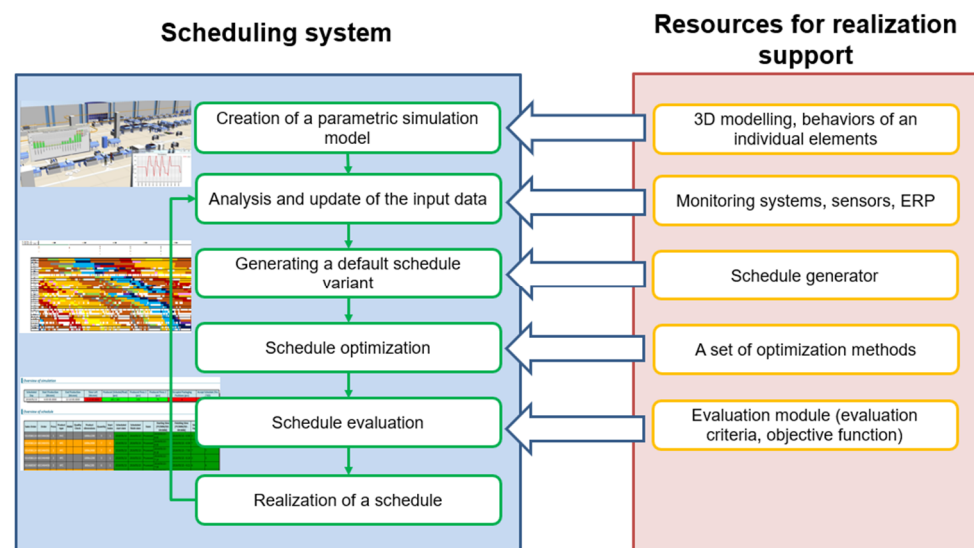 Scheduling system
Resources for realization
support
Creation of a parametric simulation
model
3D modelling, behaviors of an
individual elements
Analysis and update of the input data
Monitoring systems, sensors, ERP
Generating a default schedule
variant
Schedule generator
Schedule optimization
A set of optimization methods
Schedule evaluation
Evaluation module (evaluation
criteria, objective function)
Realization of a schedule